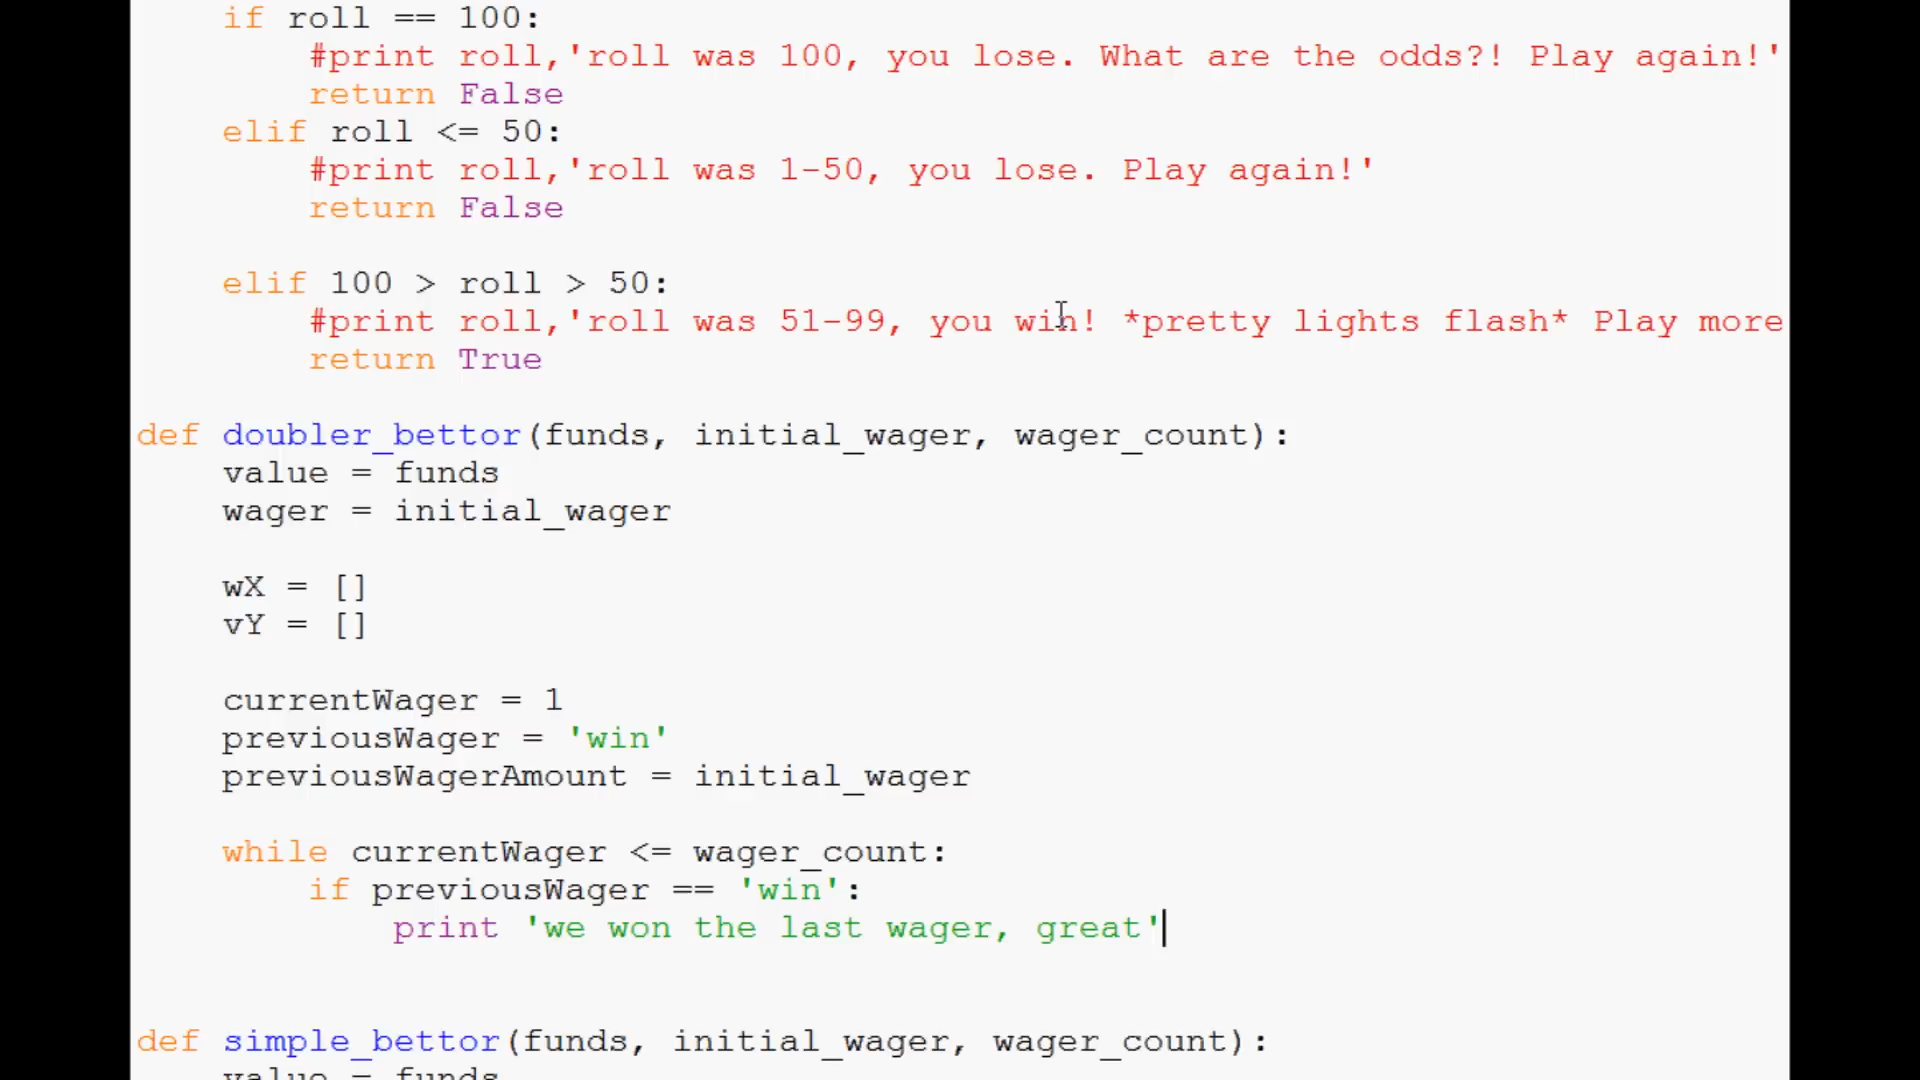 if roll == 100:
#print roll,'roll was 100, you lose. What are the odds?! Play again!'
return False
elif roll <= 50:
#print roll,'roll was 1-50, you lose. Play again!'
return False
elif 100 > roll > 50:
#print roll,'roll was 51-99, you win! *pretty lights flash* Play more
return True
def doubler_bettor(funds, initial_wager, wager_count):
value = funds
wager = initial_wager
wX = []
vY = []
currentWager = 1
previousWager = 'win'
previousWagerAmount = initial_wager
while currentWager <= wager_count:
if previousWager == 'win':
print 'we won the last wager, great'
def simple_bettor(funds, initial_wager, wager_count):
value = funds